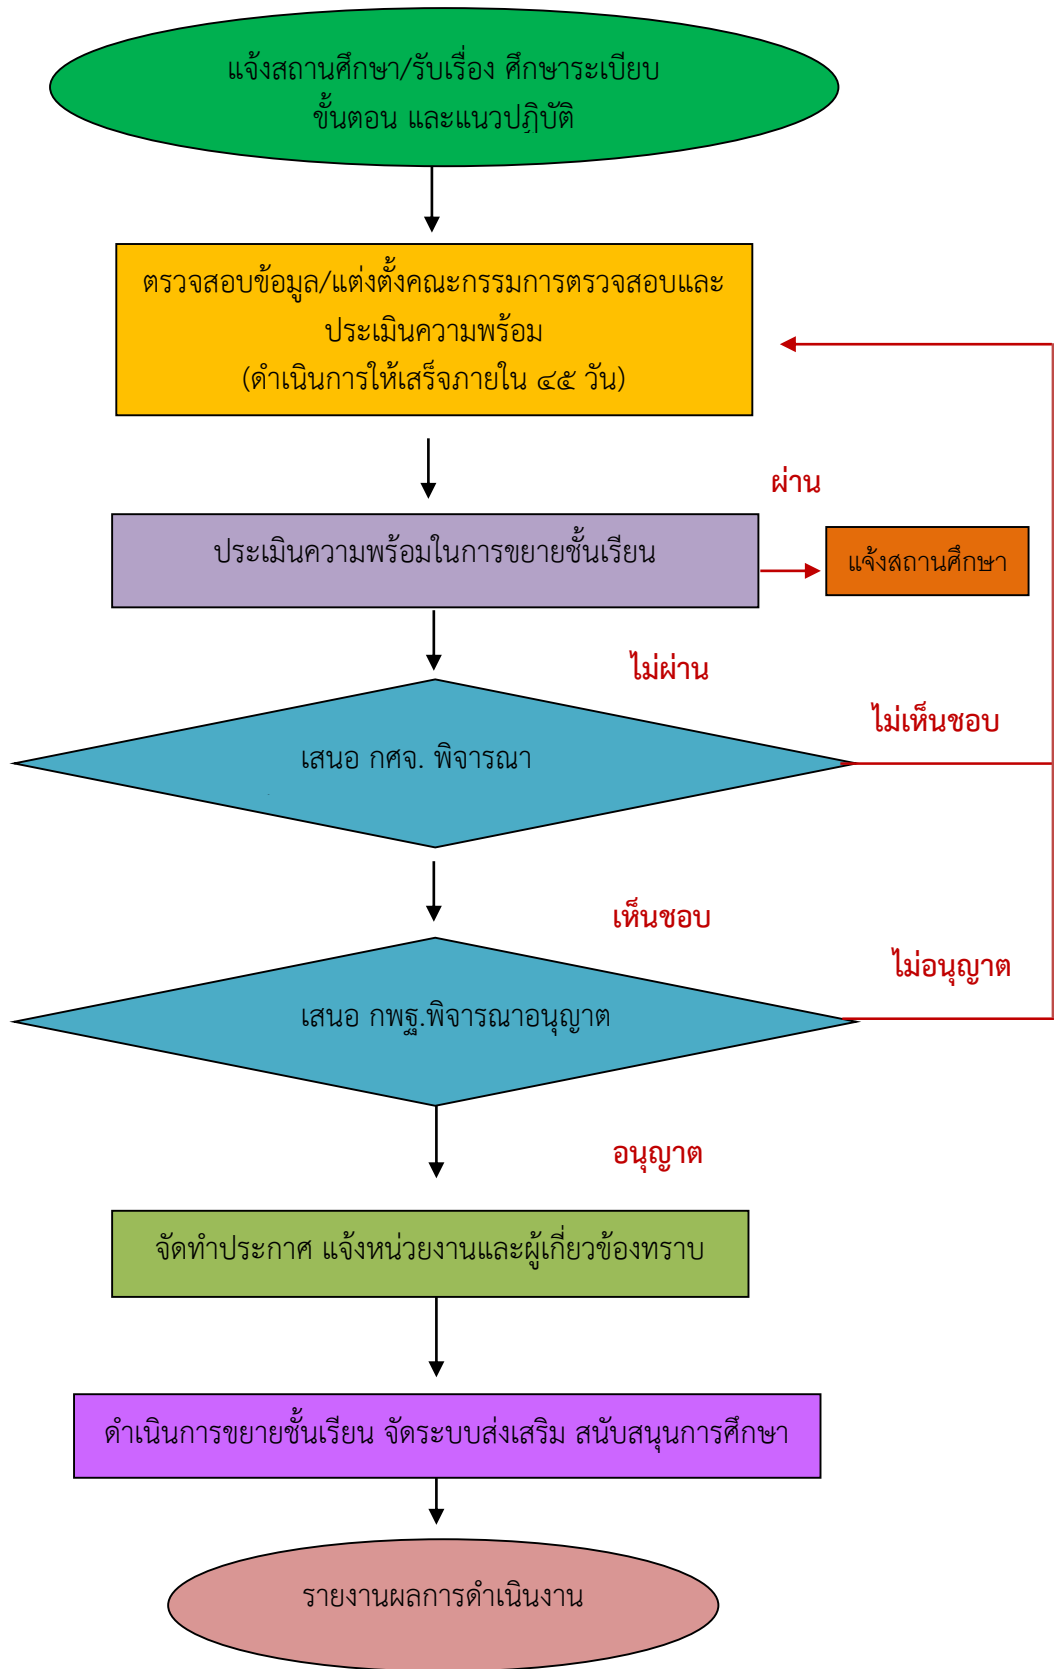 แจ้งสถานศึกษา/รับเรื่อง ศึกษาระเบียบ
ขั้นตอน และแนวปฏิบัติ
ตรวจสอบข้อมูล/แต่งตั้งคณะกรรมการตรวจสอบและ
ประเมินความพร้อม
(ดำเนินการให้เสร็จภายใน ๔๕ วัน)
ผ่าน
ประเมินความพร้อมในการขยายชั้นเรียน
แจ้งสถานศึกษา
ไม่ผ่าน
ไม่เห็นชอบ
เสนอ กศจ. พิจารณา
เห็นชอบ
ไม่อนุญาต
เสนอ กพฐ.พิจารณาอนุญาต
อนุญาต
จัดทำประกาศ แจ้งหน่วยงานและผู้เกี่ยวข้องทราบ
ดำเนินการขยายชั้นเรียน จัดระบบส่งเสริม สนับสนุนการศึกษา
รายงานผลการดำเนินงาน